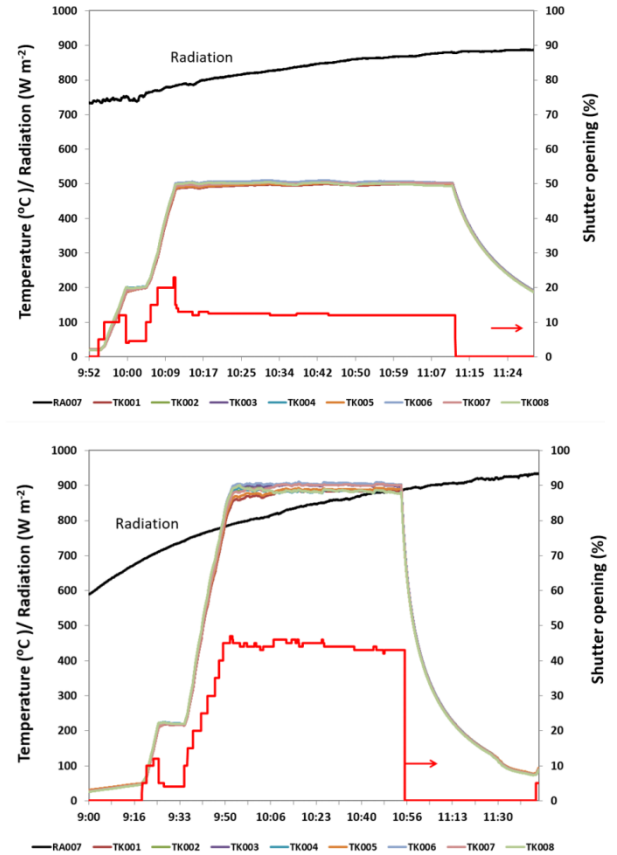 1000 100
900 90
800 80
700 70
600 60
500 50
400 40
300 30
200 20
100 10
0 0
Radiation
Temperature (°C )/ Radiation (W m-2)
Shutter opening (%)
9:52 10:00 10:09 10:17 10:25 10:34 10:42 10:50 10:59 11:07 11:15 11:24
RA007 TK001 TK002 TK003 TK004 TK005 TK006 TK007 TK008
1000 100
900 90
800 80
700 70
600 60
500 50
400 40
300 30
200 20
100 10
0 0
Radiation
Temperature (°C )/ Radiation (W m-2)
Shutter opening (%)
9:00 9:16 9:33 9:50 10:06 10:23 10:40 10:56 11:13 11:30
RA007 TK001 TK002 TK003 TK004 TK005 TK006 TK007 TK008